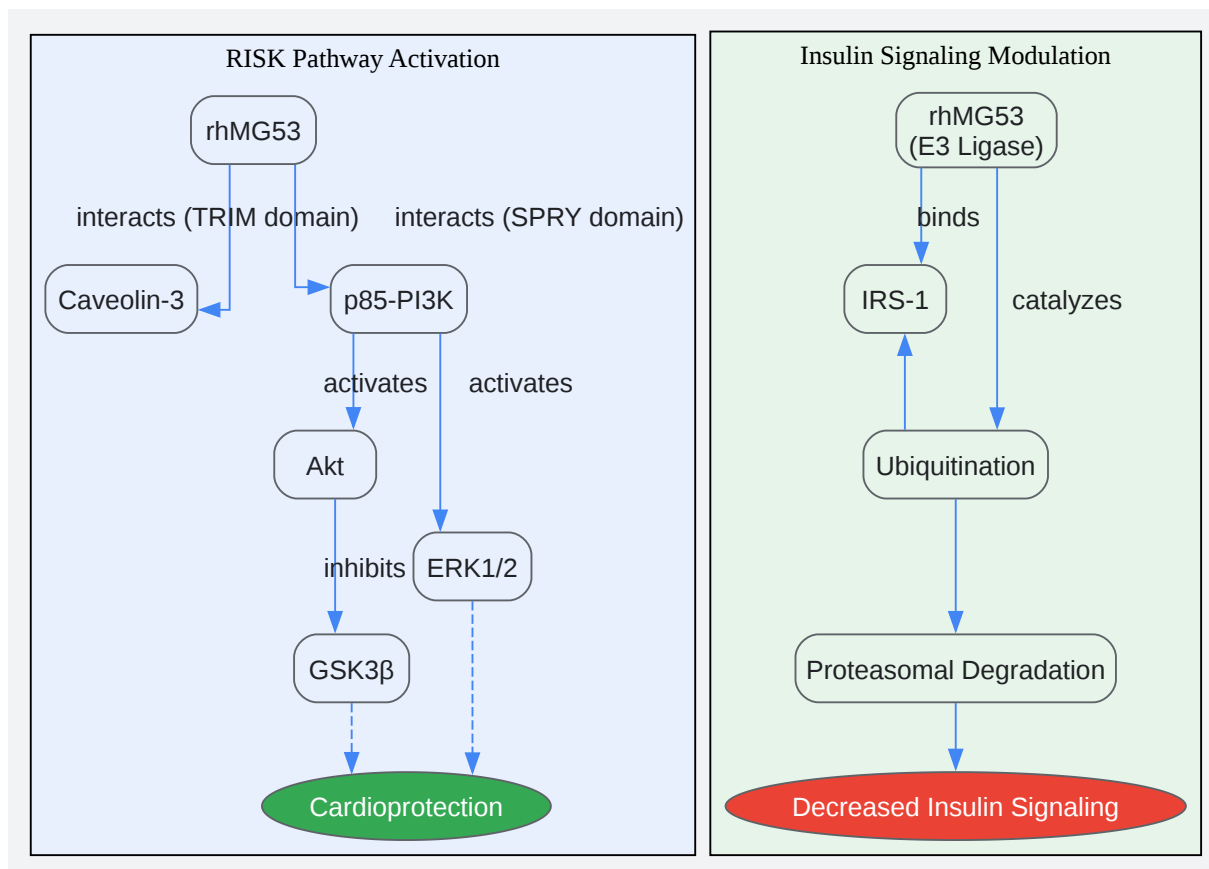 RISK Pathway Activation
rhMG53
interacts (TRIM domain)
interacts (SPRY domain)
Caveolin-3
p85-PI3K
activates
activates
Akt
inhibits
ERK1/2
GSK3β
Cardioprotection
Insulin Signaling Modulation
rhMG53
(E3 Ligase)
binds
IRS-1
catalyzes
Ubiquitination
Proteasomal Degradation
Decreased Insulin Signaling